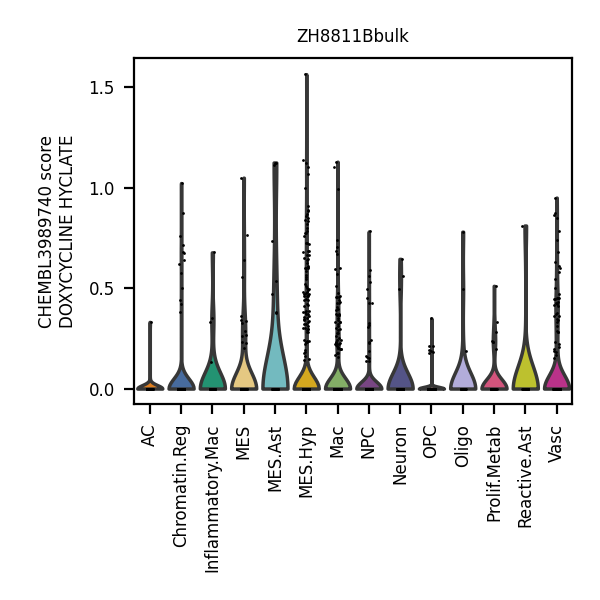 ZH8811Bbulk
CHEMBL3989740 score
DOXYCYCLINE HYCLATE
1.5
1.0
0.5
0.0
AC
Chromatin.Reg
Inflammatory.Mac
MES
MES.Ast
MES.Hyp
Mac
NPC
Neuron
OPC
Oligo
Prolif.Metab
Reactive.Ast
Vasc